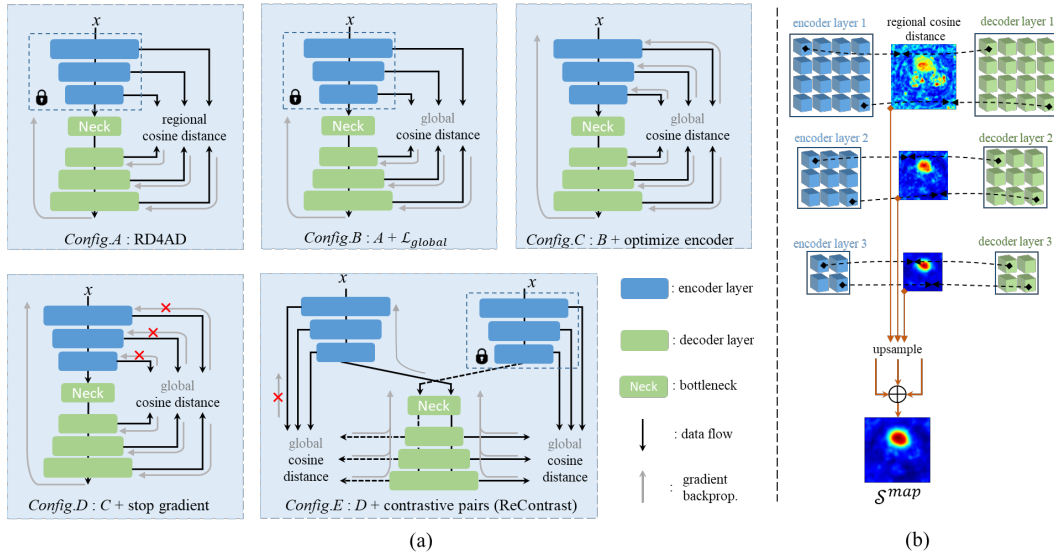 x
Neck
regional
cosine distance
Config.A : RD4AD
x
Neck
global
cosine distance
Config.B : A + ℒglobal
x
Neck
global
cosine distance
Config.C : B + optimize encoder
x
Neck
global
cosine distance
Config.D : C + stop gradient
x
x
Neck
global
cosine
distance
global
cosine
distance
Config.E : D + contrastive pairs (ReContrast)
: encoder layer
: decoder layer
Neck
: bottleneck
: data flow
: gradient
backprop.
(a)
encoder layer 1
regional cosine
distance
decoder layer 1
encoder layer 2
decoder layer 2
encoder layer 3
decoder layer 3
upsample
𝒮map
(b)